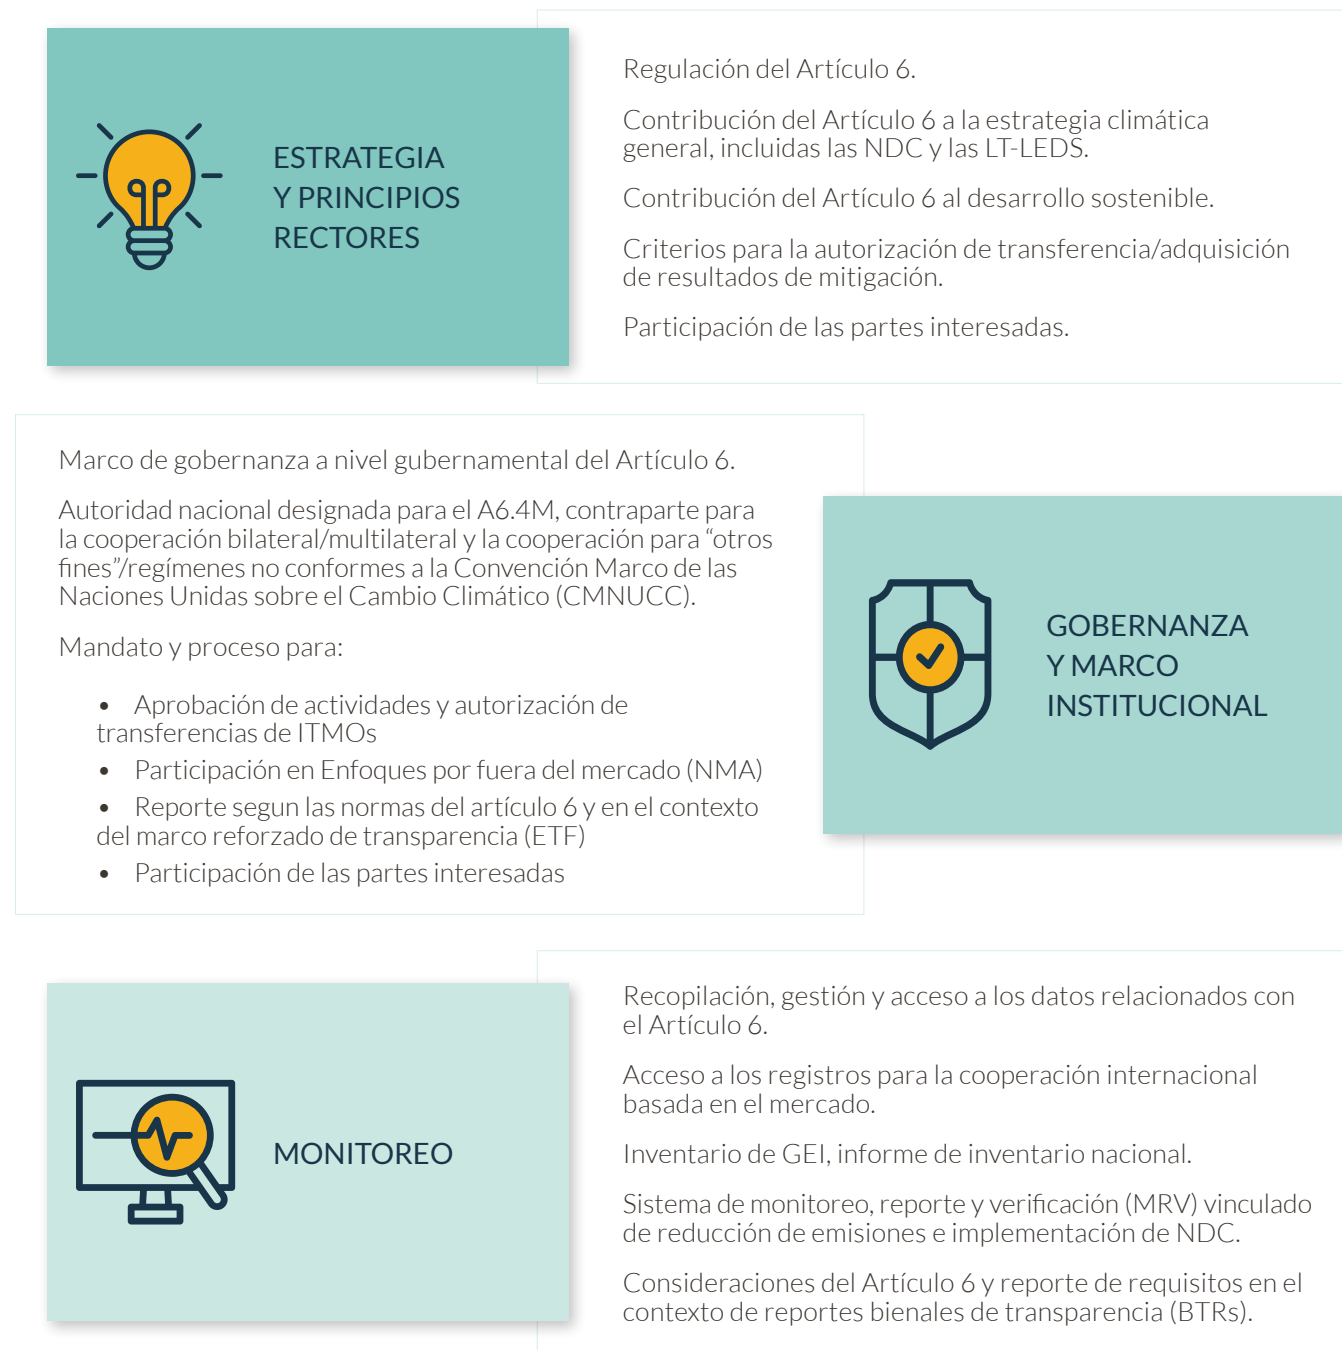 ESTRATEGIA
Y PRINCIPIOS
RECTORES
Regulación del Artículo 6.
Contribución del Artículo 6 a la estrategia climática
general, incluidas las NDC y las LT-LEDS.
Contribución del Artículo 6 al desarrollo sostenible.
Criterios para la autorización de transferencia/adquisición
de resultados de mitigación.
Participación de las partes interesadas.
Marco de gobernanza a nivel gubernamental del Artículo 6.
Autoridad nacional designada para el A6.4M, contraparte para
la cooperación bilateral/multilateral y la cooperación para “otros
fines”/regímenes no conformes a la Convención Marco de las
Naciones Unidas sobre el Cambio Climático (CMNUCC).
Mandato y proceso para:
• Aprobación de actividades y autorización de
transferencias de ITMOs
• Participación en Enfoques por fuera del mercado (NMA)
• Reporte segun las normas del artículo 6 y en el contexto
del marco reforzado de transparencia (ETF)
• Participación de las partes interesadas
GOBERNANZA
Y MARCO
INSTITUCIONAL
MONITOREO
Recopilación, gestión y acceso a los datos relacionados con
el Artículo 6.
Acceso a los registros para la cooperación internacional
basada en el mercado.
Inventario de GEI, informe de inventario nacional.
Sistema de monitoreo, reporte y verificación (MRV) vinculado
de reducción de emisiones e implementación de NDC.
Consideraciones del Artículo 6 y reporte de requisitos en el
contexto de reportes bienales de transparencia (BTRs).